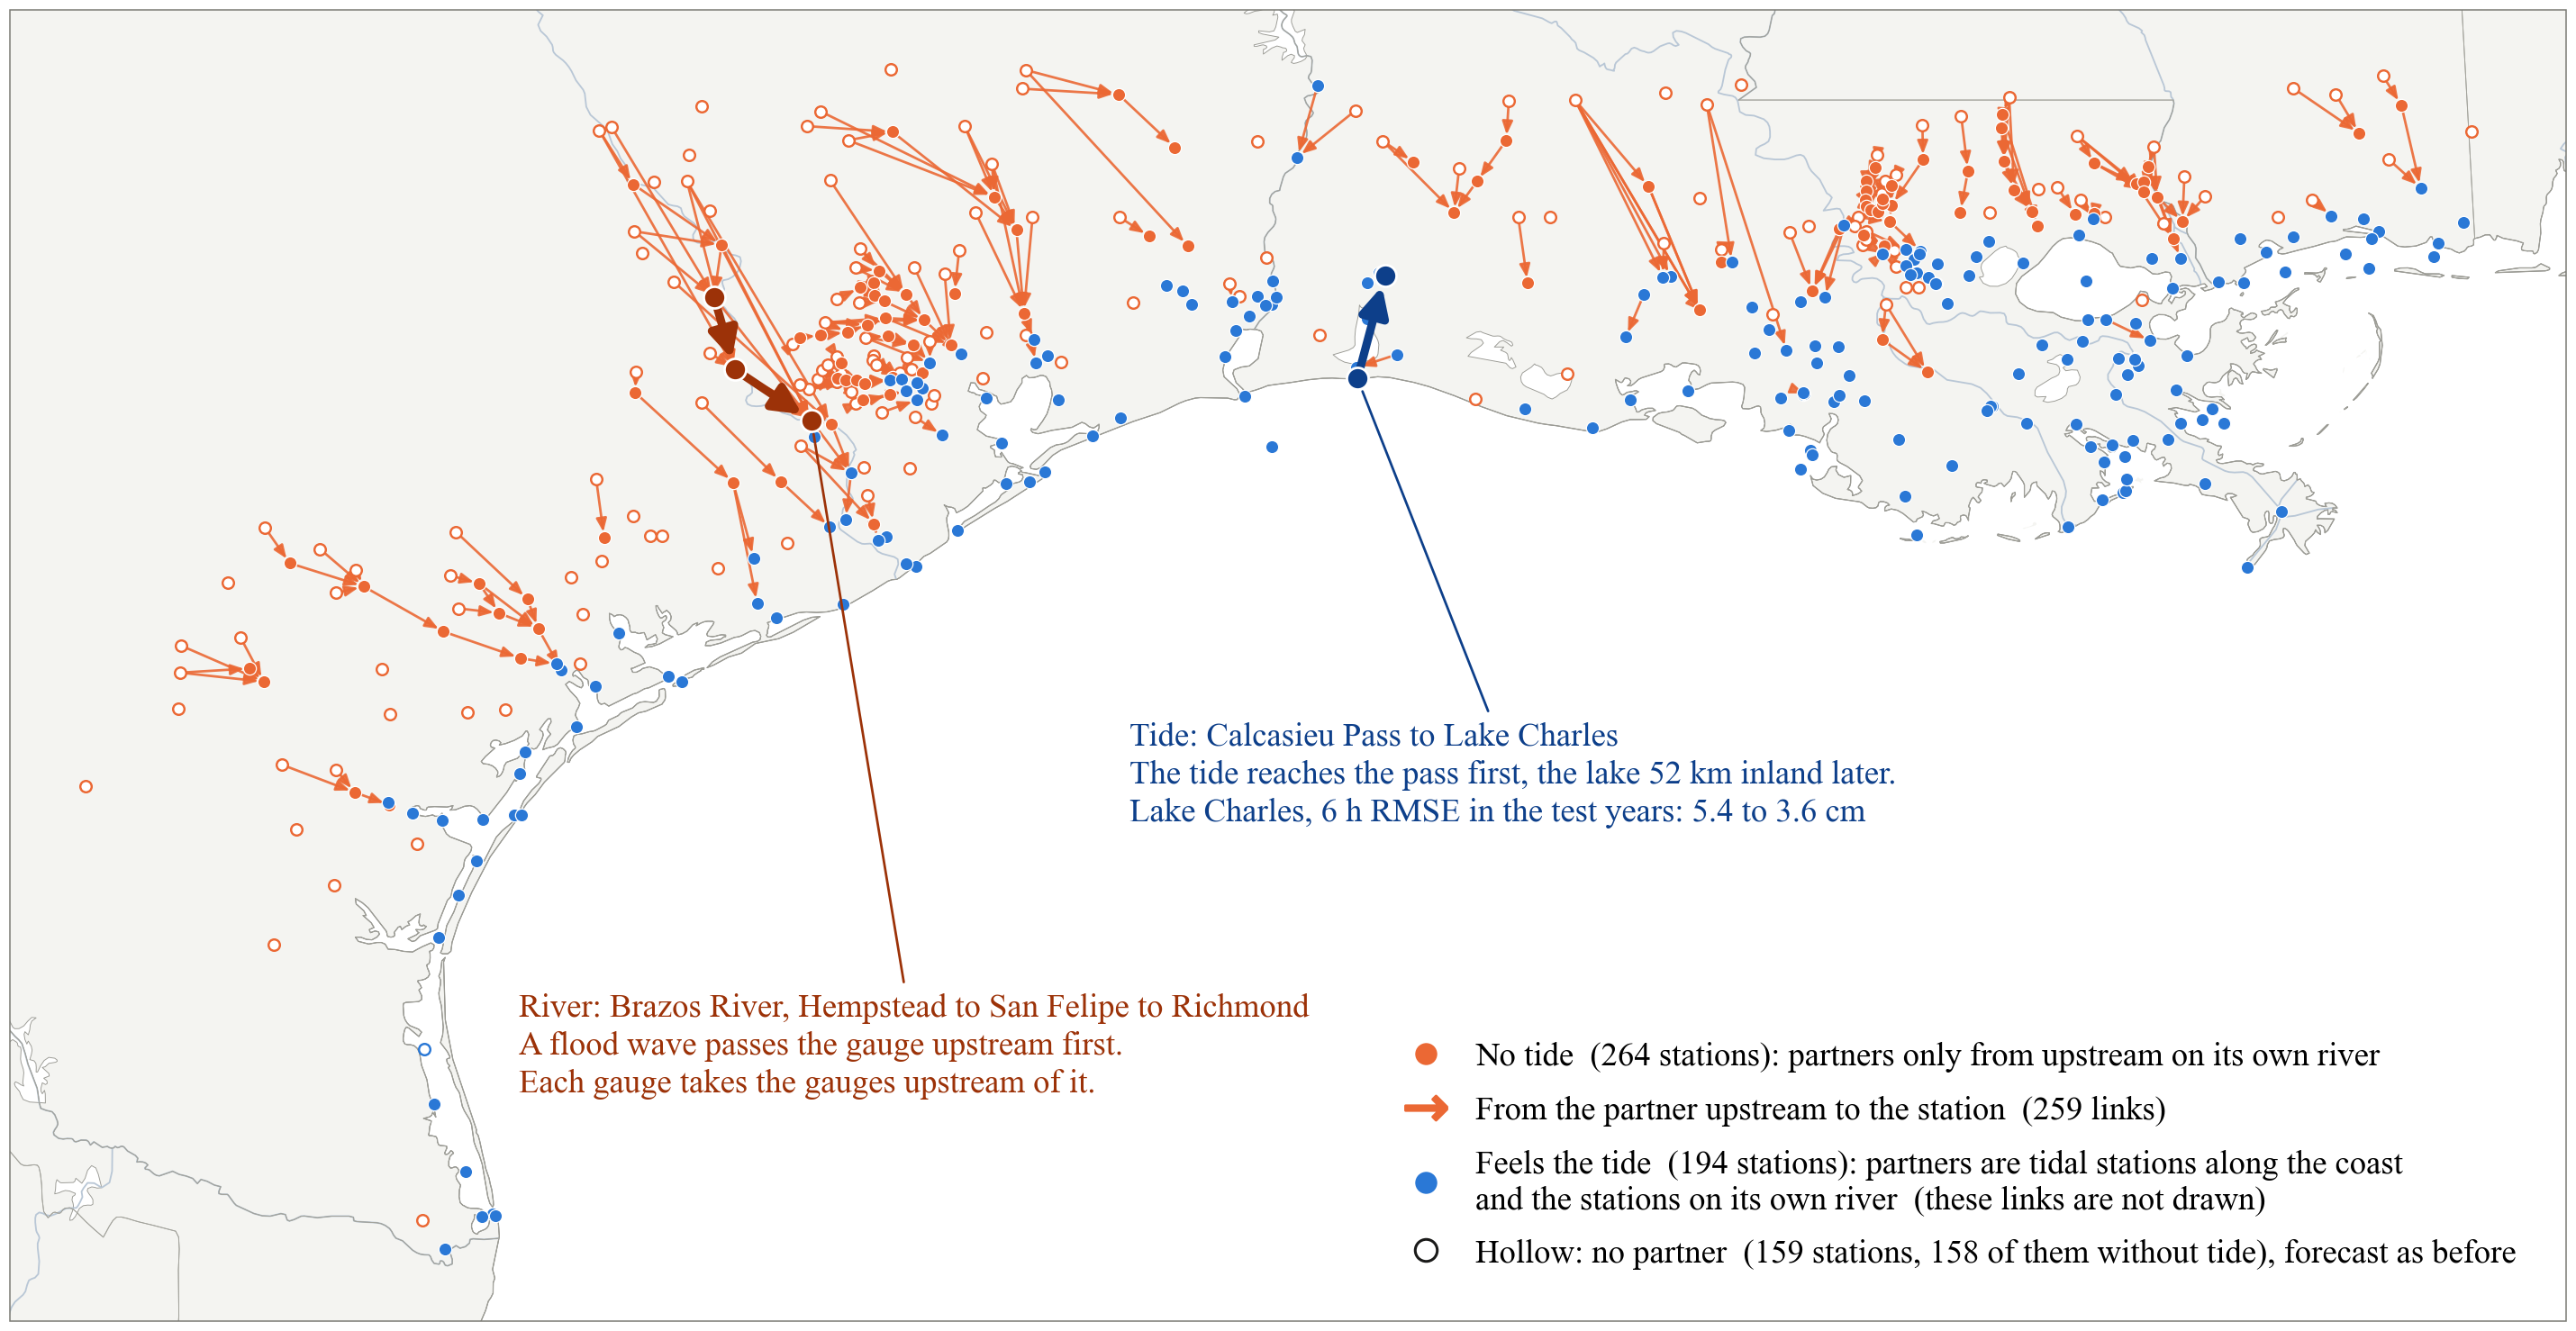 Tide: Calcasieu Pass to Lake Charles
The tide reaches the pass first, the lake 52 km inland later.
Lake Charles, 6 h RMSE in the test years: 5.4 to 3.6 cm
River: Brazos River, Hempstead to San Felipe to Richmond
A flood wave passes the gauge upstream first.
Each gauge takes the gauges upstream of it.
No tide (264 stations): partners only from upstream on its own river
From the partner upstream to the station (259 links)
Feels the tide (194 stations): partners are tidal stations along the coast
and the stations on its own river (these links are not drawn)
Hollow: no partner (159 stations, 158 of them without tide), forecast as before